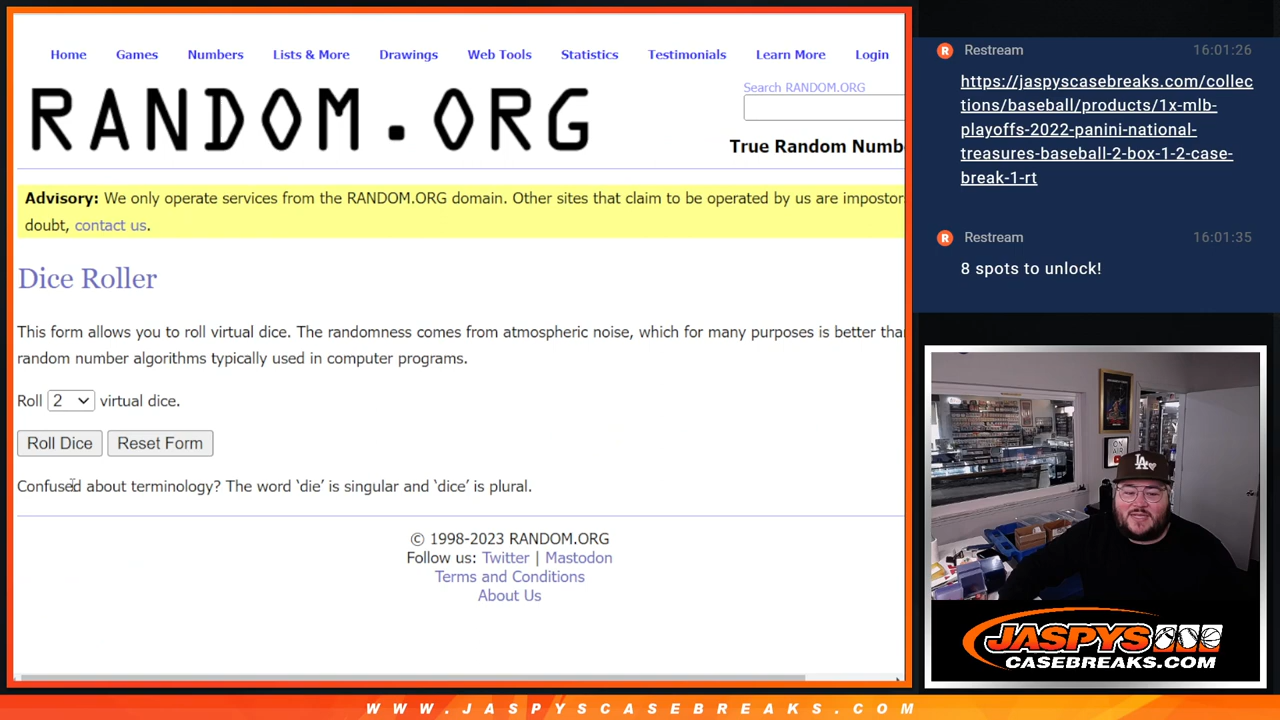 Home Games Numbers Lists & More Drawings Web Tools Statistics Testimonials Learn More Login
RANDOM.ORG
Search RANDOM.ORG
True Random Numb
Advisory: We only operate services from the RANDOM.ORG domain. Other sites that claim to be operated by us are impostor
doubt, contact us.
Dice Roller
This form allows you to roll virtual dice. The randomness comes from atmospheric noise, which for many purposes is better tha
random number algorithms typically used in computer programs.
Roll 2 virtual dice.
Roll Dice Reset Form
Confused about terminology? The word ‘die’ is singular and ‘dice’ is plural.
© 1998-2023 RANDOM.ORG
Follow us: Twitter | Mastodon
Terms and Conditions
About Us
R Restream 16:01:26
https://jaspyscasebreaks.com/collec
tions/baseball/products/1x-mlb-
playoffs-2022-panini-national-
treasures-baseball-2-box-1-2-case-
break-1-rt
R Restream 16:01:35
8 spots to unlock!
ON
AIR
LA
JASPYS
CASEBREAKS.COM
WWW.JASPYSCASEBREAKS.COM